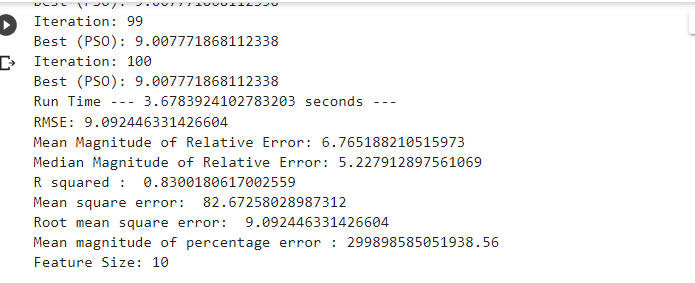 Iteration: 99
Best (PSO): 9.007771868112338
Iteration: 100
Best (PSO): 9.007771868112338
Run Time --- 3.6783924102783203 seconds ---
RMSE: 9.092446331426604
Mean Magnitude of Relative Error: 6.765188210515973
Median Magnitude of Relative Error: 5.227912897561069
R squared :  0.8300180617002559
Mean square error:  82.67258028987312
Root mean square error:  9.092446331426604
Mean magnitude of percentage error : 299898585051938.56
Feature Size: 10